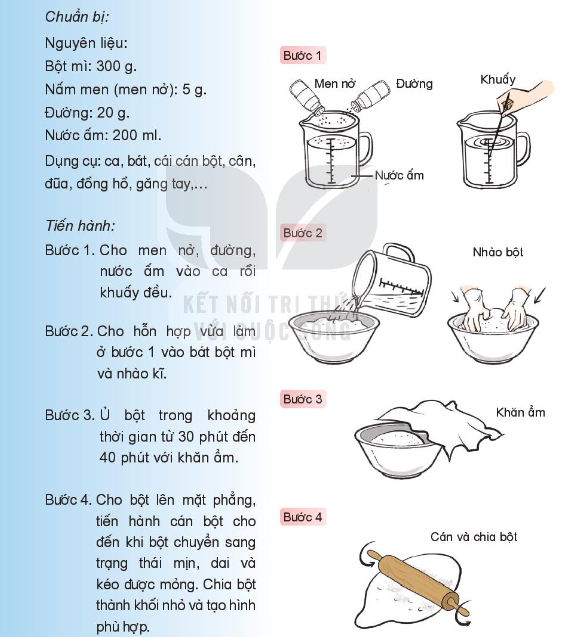 Chuẩn bị:
Nguyên liệu:
Bột mì: 300 g.
Nấm men (men nở): 5 g.
Đường: 20 g.
Nước ấm: 200 ml.
Dụng cụ: ca, bát, cái cán bột, cân,
đũa, đồng hồ, găng tay,...
Tiến hành:
Bước 1. Cho men nở, đường,
nước ấm vào ca rồi
khuấy đều.
Bước 2. Cho hỗn hợp vừa làm
ở bước 1 vào bát bột mì
và nhào kĩ.
Bước 3. Ủ bột trong khoảng
thời gian từ 30 phút đến
40 phút với khăn ẩm.
Bước 4. Cho bột lên mặt phẳng,
tiến hành cán bột cho
đến khi bột chuyển sang
trạng thái mịn, dai và
kéo được mỏng. Chia bột
thành khối nhỏ và tạo hình
phù hợp.
Bước 1
Men nở
Đường
Khuấy
Nước ấm
Bước 2
Nhào bột
KẾT NỐI TRI THỨC
VỚI CUỘC SỐNG
Bước 3
Khăn ẩm
Bước 4
Cán và chia bột